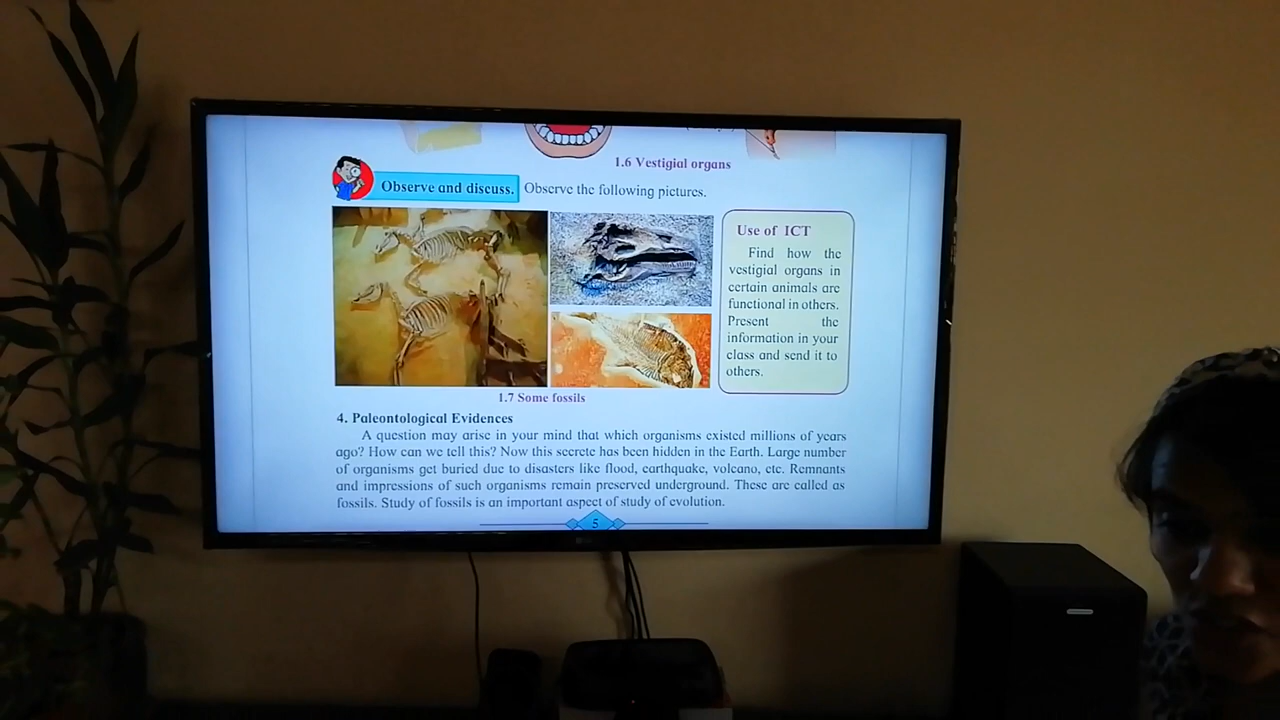 1.6 Vestigial organs
Observe and discuss. Observe the following pictures.
Use of ICT
Find how the
vestigial organs in
certain animals are
functional in others.
Present the
information in your
class and send it to
others.
1.7 Some fossils
4. Paleontological Evidences
A question may arise in your mind that which organisms existed millions of years
ago? How can we tell this? Now this secrete has been hidden in the Earth. Large number
of organisms get buried due to disasters like flood, earthquake, volcano, etc. Remnants
and impressions of such organisms remain preserved underground. These are called as
fossils. Study of fossils is an important aspect of study of evolution.
5